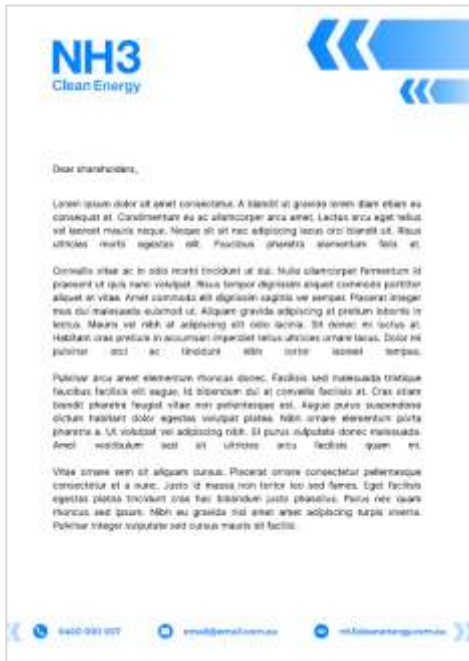 NH3
Clean Energy
Dear shareholders,
Lorem ipsum dolor sit amet consectetur. A blandit ut gravida lorem diam etiam eu
consequat et. Condimentum eu ac ullamcorper arcu amet. Lectus arcu eget tellus
vel laoreet mauris neque. Neque sit sit nec adipiscing lacus orci blandit sit. Risus
ultricies morbi egestas elit. Faucibus pharetra elementum felis at.
Convallis vitae ac in odio morbi tincidunt ut dui. Nulla ullamcorper fermentum id
praesent ut quis nunc volutpat. Risus tempor dignissim aliquet commodo porttitor
aliquet et vitae. Amet commodo elit dignissim sagittis vel semper. Placerat integer
mus dui malesuada euismod ut. Aliquam gravida adipiscing at pretium lobortis in
lectus. Mauris vel nibh at adipiscing elit odio lacinia. Sit donec mi luctus at.
Habitant cras pretium in accumsan imperdiet tellus ultricies ornare lacus. Dolor mi
pulvinar orci ac tincidunt nibh tortor laoreet tempus.
Pulvinar arcu amet elementum rhoncus donec. Facilisis sed malesuada tristique
faucibus facilisis elit augue. Id bibendum dui at convallis facilisis at. Cras etiam
blandit pharetra feugiat vitae non pellentesque est. Augue purus suspendisse
dictum habitant dolor egestas volutpat platea. Nibh ornare elementum porta
pharetra a. Ut volutpat vel adipiscing nibh. Et purus vulputate donec malesuada.
Amet vestibulum sed sit ultricies arcu facilisis quam mi.
Vitae ornare sem sit aliquam cursus. Placerat ornare consectetur pellentesque
consectetur et a nunc. Justo id massa non tortor leo sed fames. Eget facilisis
egestas platea tincidunt cras hac bibendum justo phasellus. Purus nec quam
rhoncus sed ipsum. Nibh eu gravida nisl amet amet adipiscing turpis viverra.
Pulvinar integer vulputate sed cursus mauris sit facilisi.
0400 000 007
email@email.com.au
nh3cleanenergy.com.au